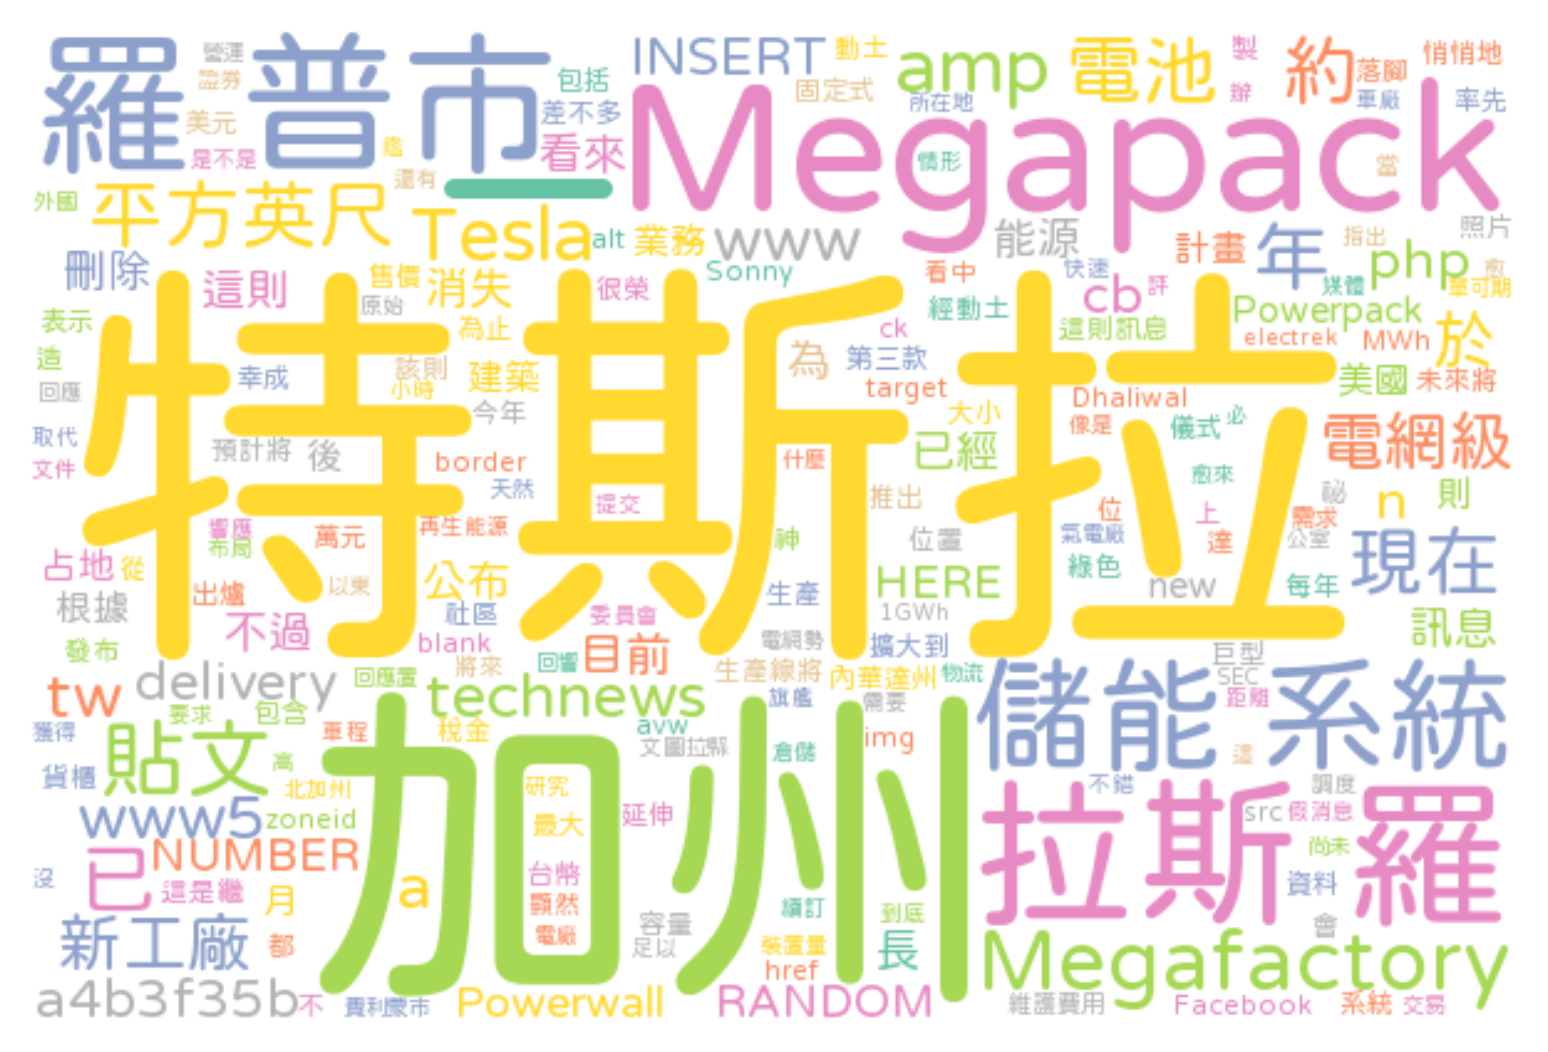 營運 INSERT 動土 製 悄悄地
羅普市 包括 amp 電池 約 落腳
證券 固定式 辦 車廠 率先
美元 差不多 所在地
是不是 鑑 看來 Megapack 情形 當
外國 還有 一
平方英尺 Tesla alt 業務 www 能源 照片
刪除 這則 售價 消失 很榮 Sonny 看中 計畫 年 指出 php 愈
快速 cb 評 媒體 單可期
表示 原始 為止 經動土 這則訊息 Powerpack
造 該則 ck electrek MWh 於
特斯拉
回應 幸成 小時 建築 為 第三款 target 美國 未來將
今年 大小 Dhaliwal
取代 預計將 後 像是 儀式 必 電網級
文件 border 什麼 已經 愈來
天然 提交 推出 位 n 則
響應 布局 萬元 再生能源 神 位置 氣電廠 上 達 祕 需求 公室
占地 從 公布 綠色 現在
根據 出爐 以東 社區 生產 HERE new 每年
不過 blank 委員會 1GWh 訊息
發布 回響 目前 電網勢 擴大到 巨型
tw delivery 回應置 將來 生產線將 內華達州 物流 SEC
要求 包含 technews 旗艦 需要 距離 儲能系統
獲得 貼文 車程 稅金 avw
高 加州 文圖拉縣 倉儲 img 這
貨櫃 北加州 研究 不錯 調度
www5 zoneid 最大 延伸 src 假消息
已 NUMBER 尚未 拉斯羅
沒 這是繼 月 a 台幣 資料
新工廠 都 顯然 容量 續訂 到底 會
電廠 足以 裝置量 長
href Megafactory
a4b3f35b 不 費利蒙市 Powerwall RANDOM 維護費用 Facebook 系統 交易